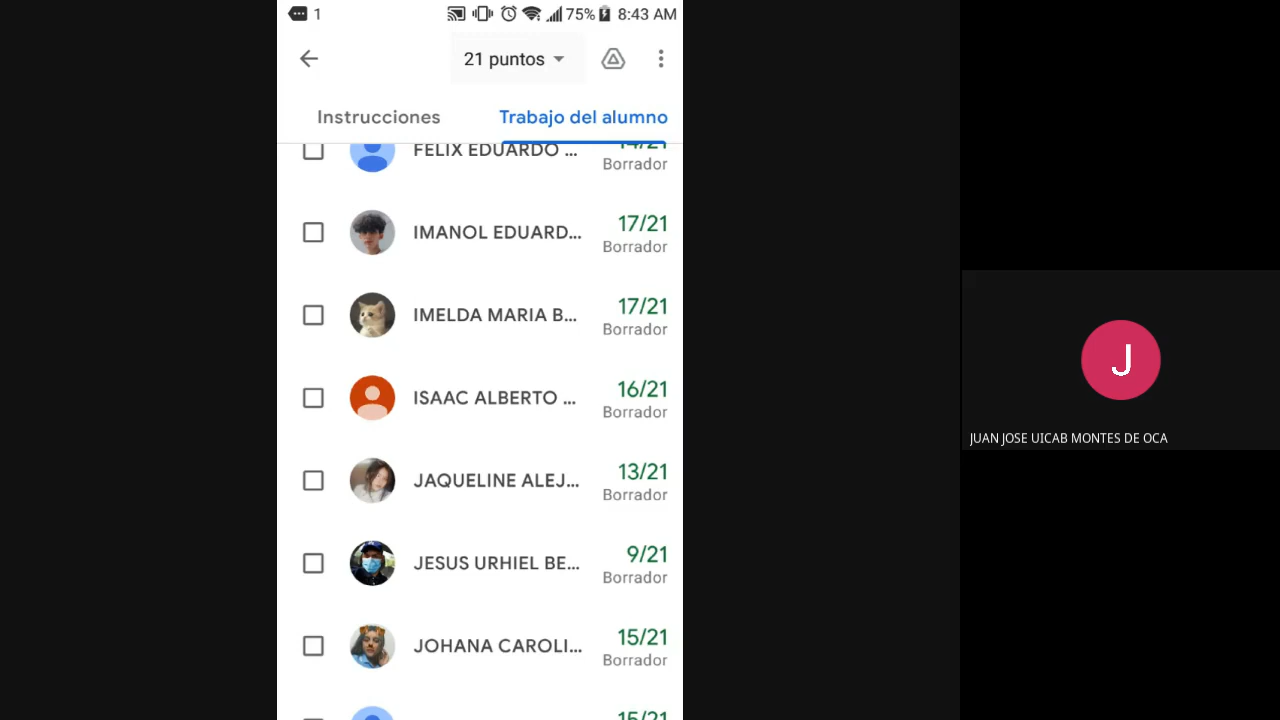 1 75% 8:43 AM
21 puntos
Instrucciones Trabajo del alumno
FELIX EDUARDO ... 14/21
Borrador
IMANOL EDUARD... 17/21
Borrador
IMELDA MARIA B... 17/21
Borrador
ISAAC ALBERTO ... 16/21
Borrador
JAQUELINE ALEJ... 13/21
Borrador
JESUS URHIEL BE... 9/21
Borrador
JOHANA CAROLI... 15/21
Borrador
15/21
J
JUAN JOSE UICAB MONTES DE OCA